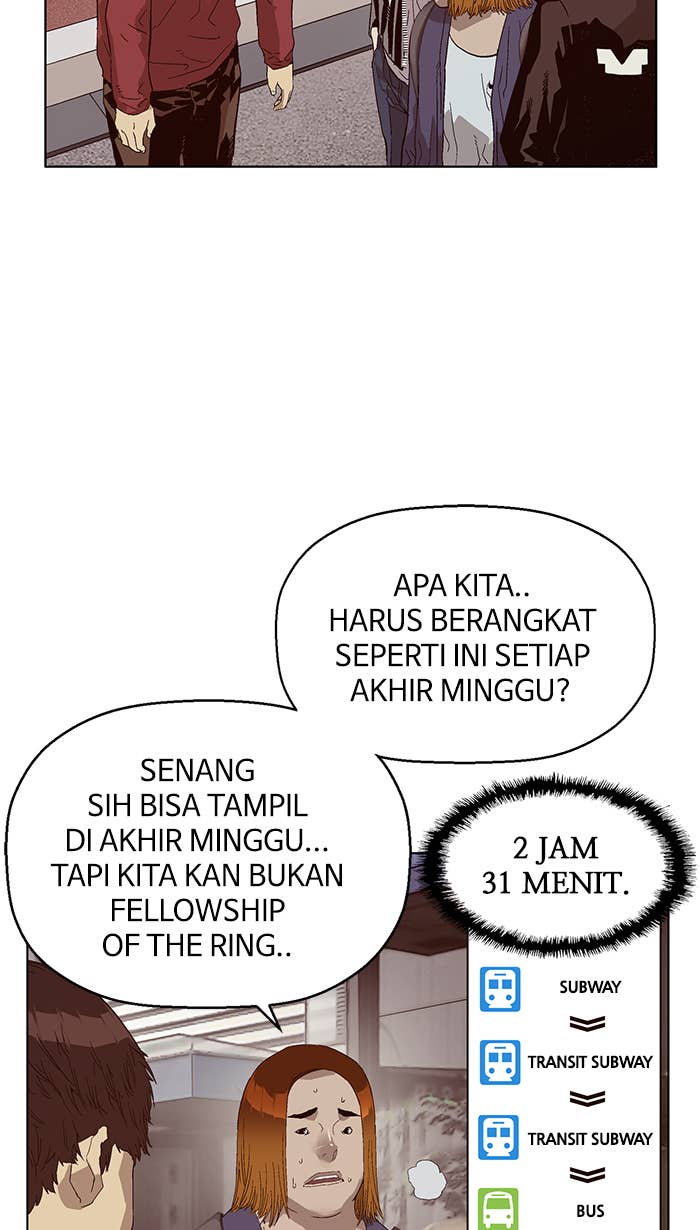 APA KITA..
HARUS BERANGKAT
SEPERTI INI SETIAP
AKHIR MINGGU?
SENANG
SIH BISA TAMPIL
DI AKHIR MINGGU...
TAPI KITA KAN BUKAN
FELLOWSHIP
OF THE RING..
2 JAM
31 MENIT.
SUBWAY
TRANSIT SUBWAY
TRANSIT SUBWAY
BUS